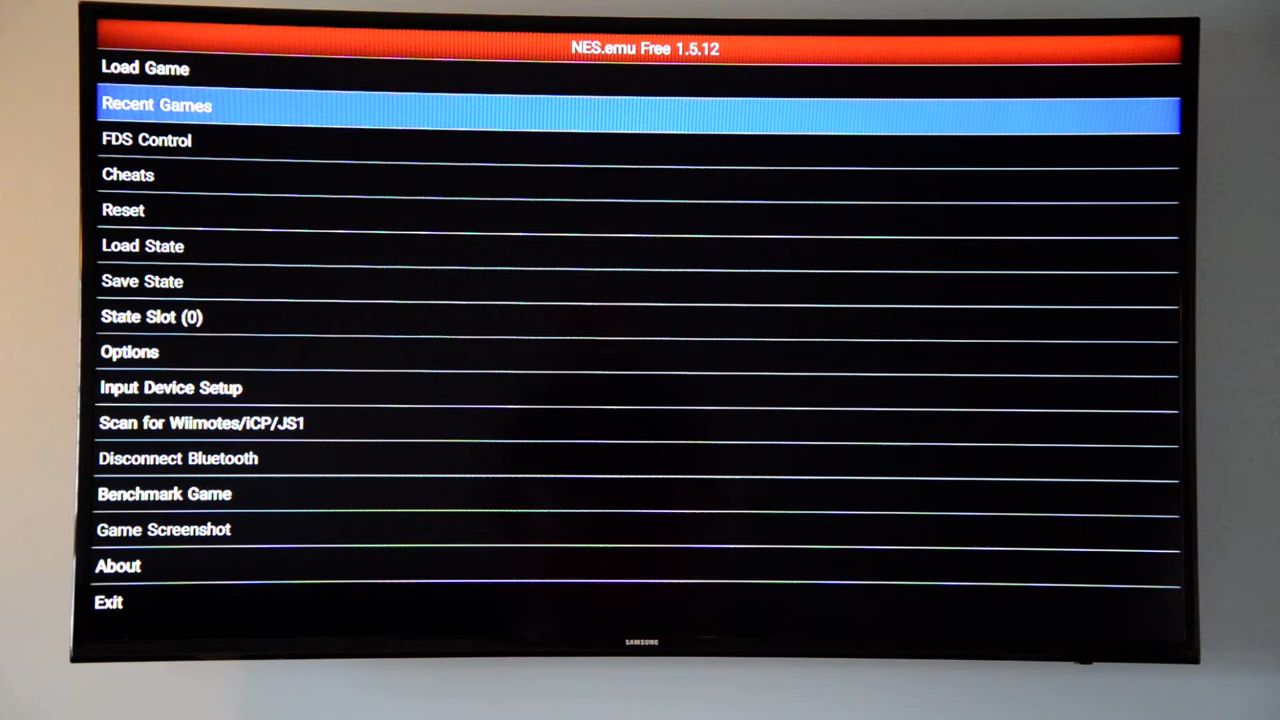 NES.emu Free 1.5.12
Load Game
Recent Games
FDS Control
Cheats
Reset
Load State
Save State
State Slot (0)
Options
Input Device Setup
Scan for Wiimotes/iCP/JS1
Disconnect Bluetooth
Benchmark Game
Game Screenshot
About
Exit
SAMSUNG